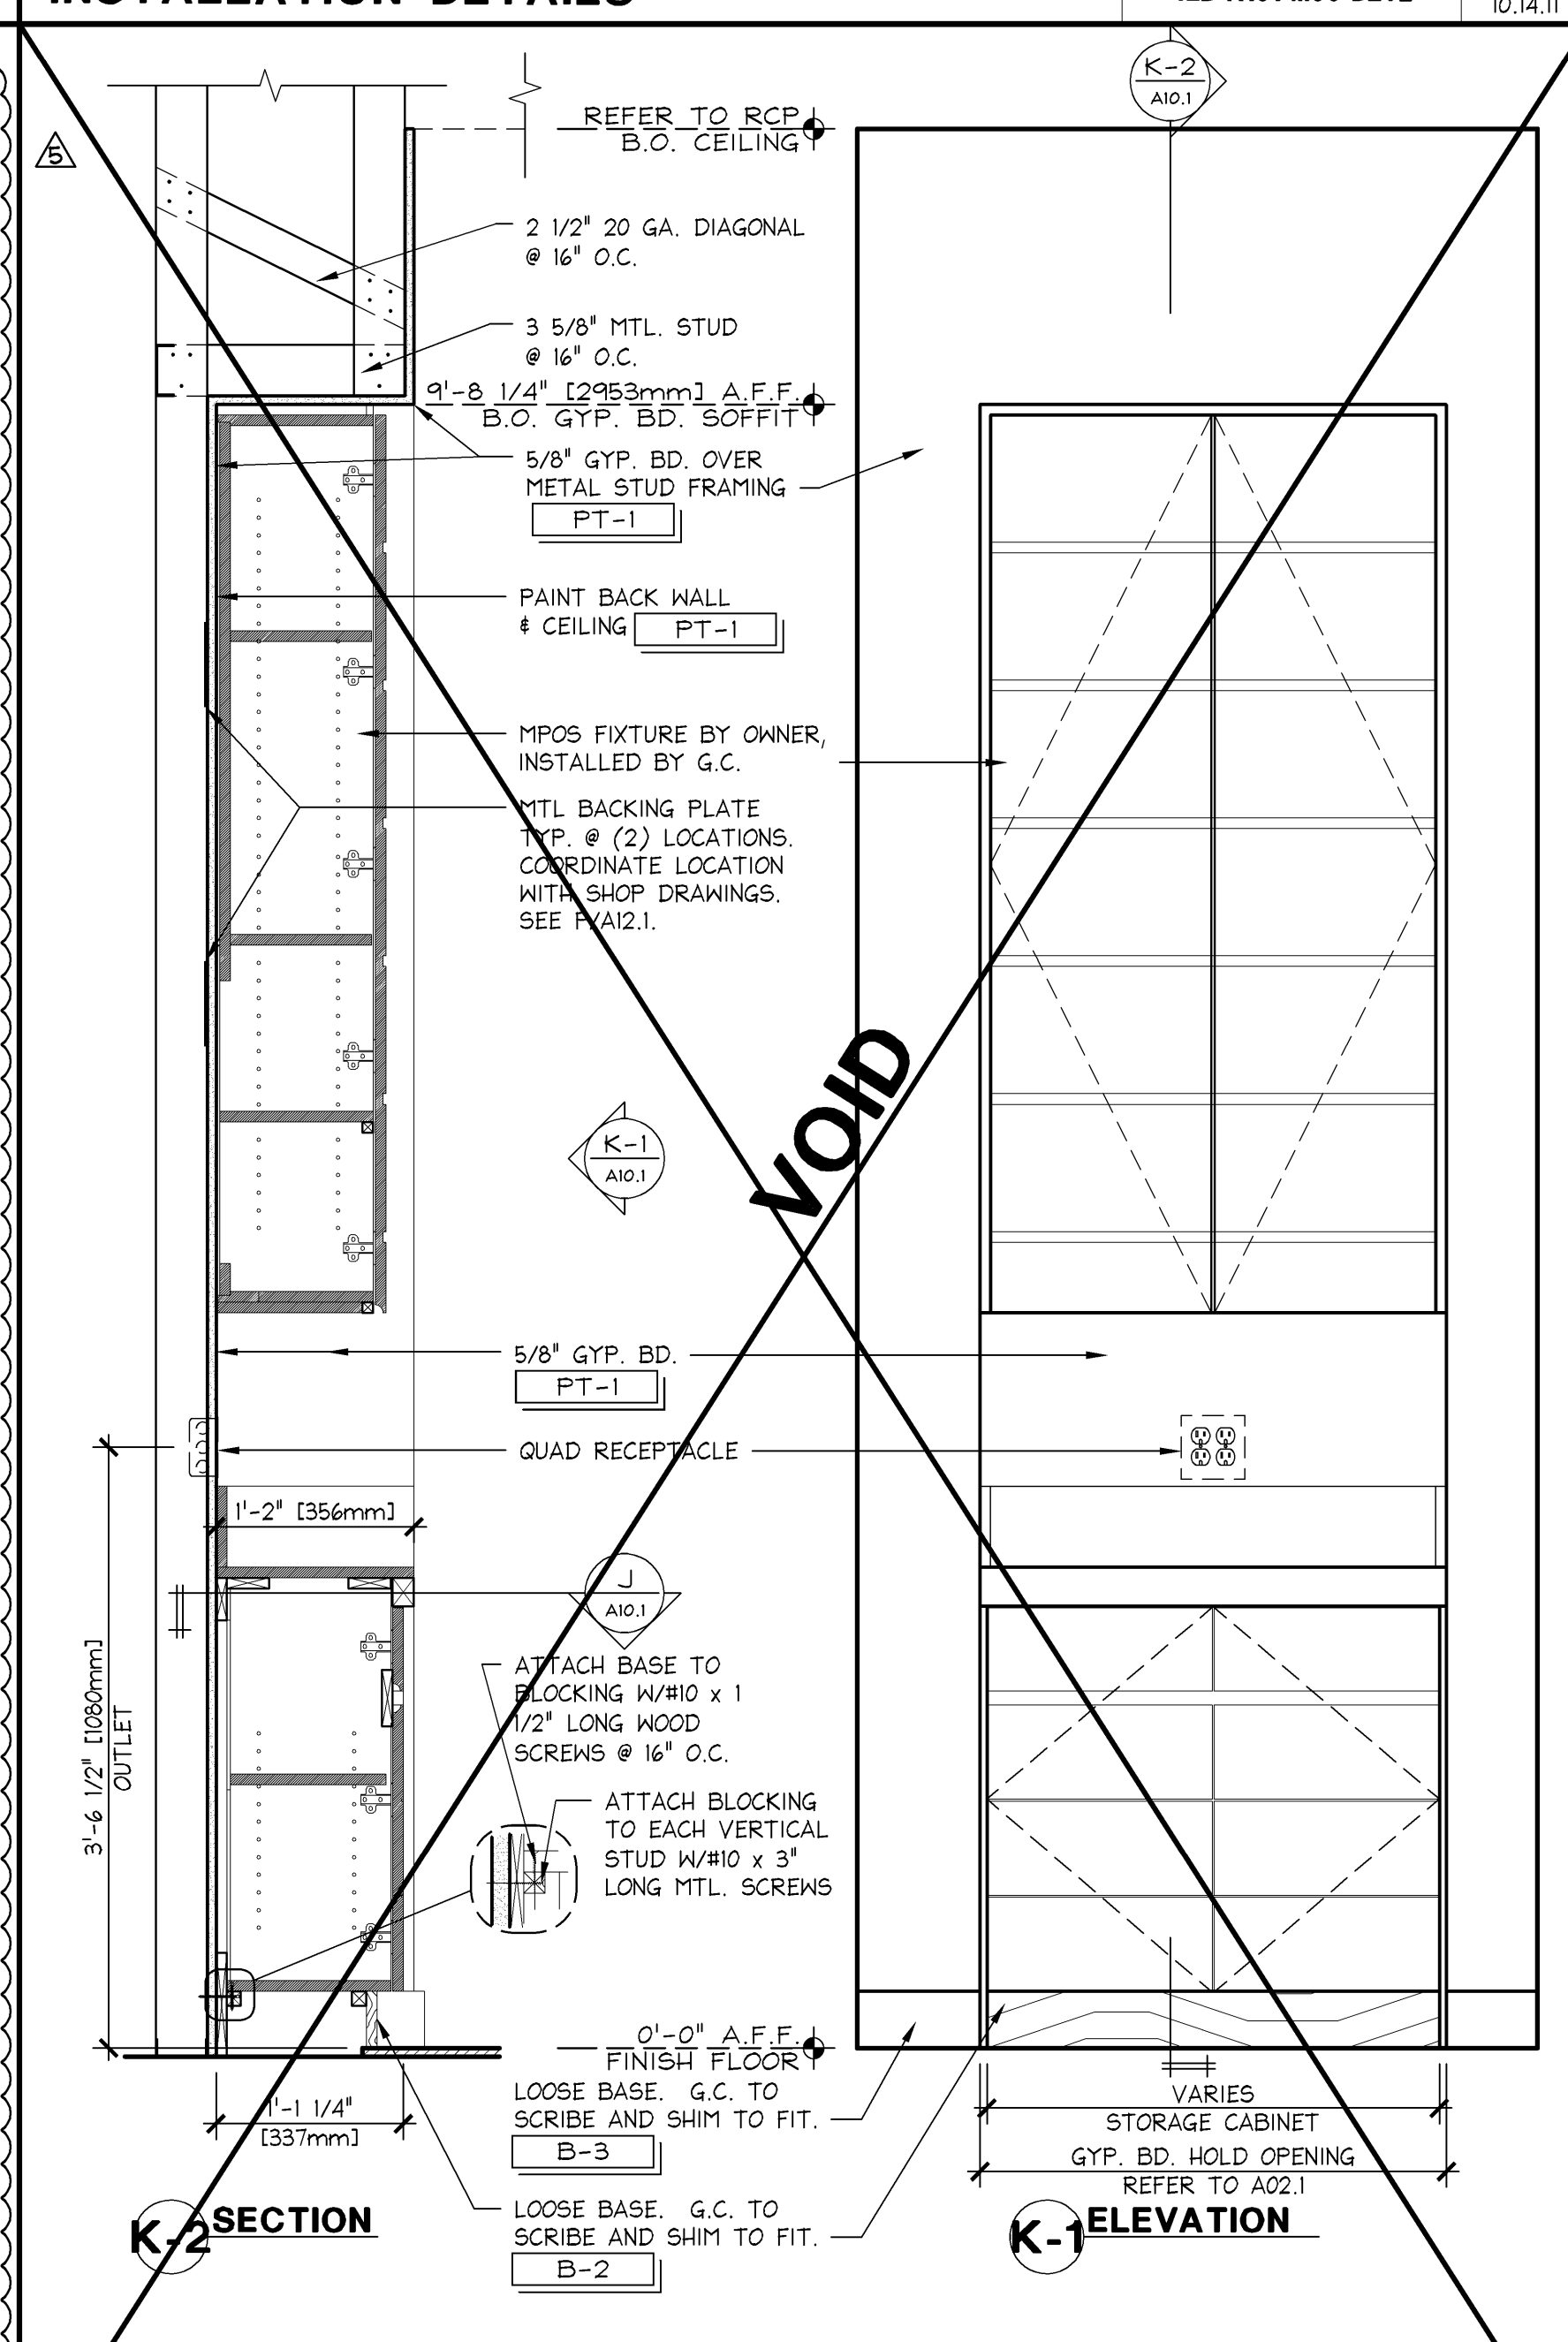 INSTALLATION DETAILS
10.14.11
5
K-2
A10.1
REFER TO RCP
B.O. CEILING
2 1/2" 20 GA. DIAGONAL
@ 16" O.C.
3 5/8" MTL. STUD
@ 16" O.C.
9'-8 1/4" [2953mm] A.F.F.
B.O. GYP. BD. SOFFIT
5/8" GYP. BD. OVER
METAL STUD FRAMING
PT-1
PAINT BACK WALL
& CEILING PT-1
MPOS FIXTURE BY OWNER,
INSTALLED BY G.C.
MTL BACKING PLATE
TYP. @ (2) LOCATIONS.
COORDINATE LOCATION
WITH SHOP DRAWINGS.
SEE F/A12.1.
VOID
K-1
A10.1
5/8" GYP. BD.
PT-1
QUAD RECEPTACLE
1'-2" [356mm]
J
A10.1
3'-6 1/2" [1080mm]
OUTLET
ATTACH BASE TO
BLOCKING W/#10 x 1
1/2" LONG WOOD
SCREWS @ 16" O.C.
ATTACH BLOCKING
TO EACH VERTICAL
STUD W/#10 x 3"
LONG MTL. SCREWS
0'-0" A.F.F.
FINISH FLOOR
LOOSE BASE. G.C. TO
SCRIBE AND SHIM TO FIT.
B-3
1'-1 1/4"
[337mm]
VARIES
STORAGE CABINET
GYP. BD. HOLD OPENING
REFER TO A02.1
LOOSE BASE. G.C. TO
SCRIBE AND SHIM TO FIT.
B-2
K-2 SECTION
K-1 ELEVATION